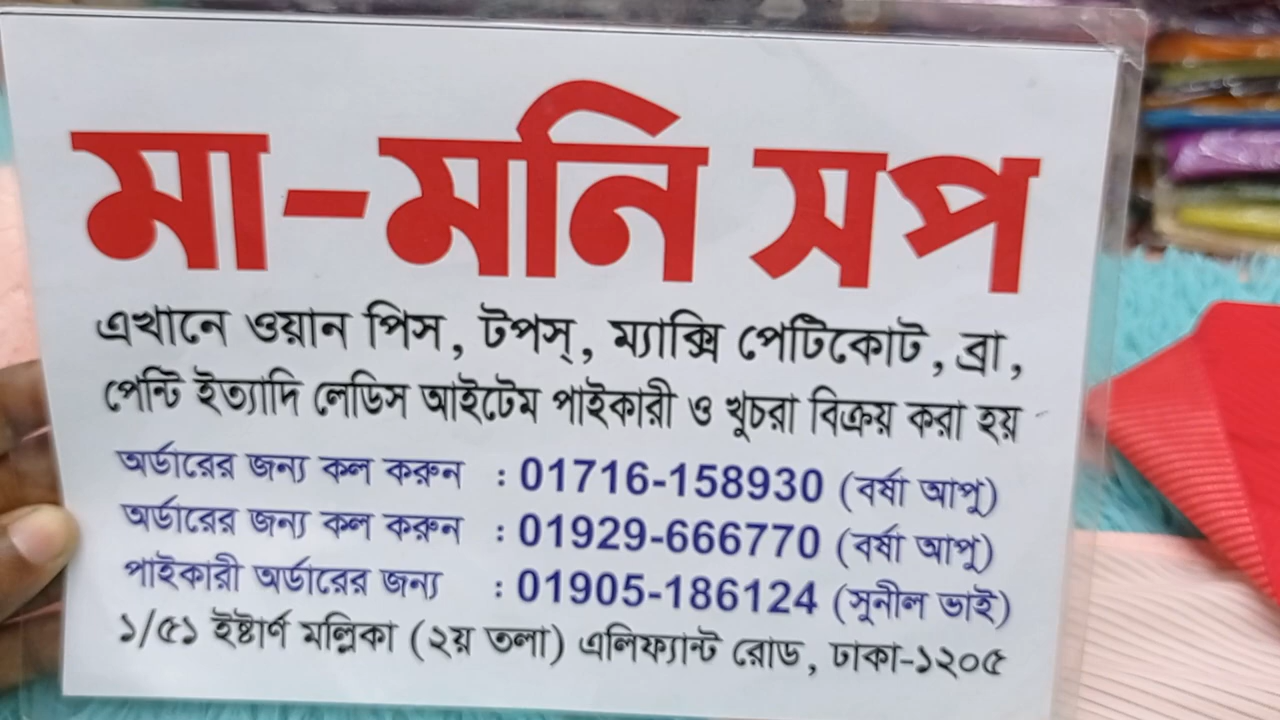 মা-মনি সপ
এখানে ওয়ান পিস, টপস্, ম্যাক্সি পেটিকোট, ব্রা,
পেন্টি ইত্যাদি লেডিস আইটেম পাইকারী ও খুচরা বিক্রয় করা হয়
অর্ডারের জন্য কল করুন : 01716-158930 (বর্ষা আপু)
অর্ডারের জন্য কল করুন : 01929-666770 (বর্ষা আপু)
পাইকারী অর্ডারের জন্য : 01905-186124 (সুনীল ভাই)
১/৫১ ইষ্টার্ণ মল্লিকা (২য় তলা) এলিফ্যান্ট রোড, ঢাকা-১২০৫